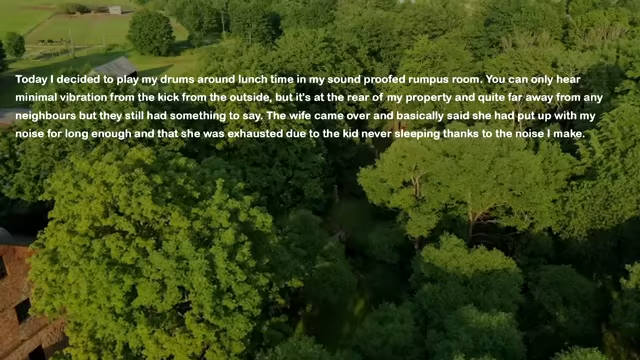 Today I decided to play my drums around lunch time in my sound proofed rumpus room. You can only hear
minimal vibration from the kick from the outside, but it's at the rear of my property and quite far away from any
neighbours but they still had something to say. The wife came over and basically said she had put up with my
noise for long enough and that she was exhausted due to the kid never sleeping thanks to the noise I make.